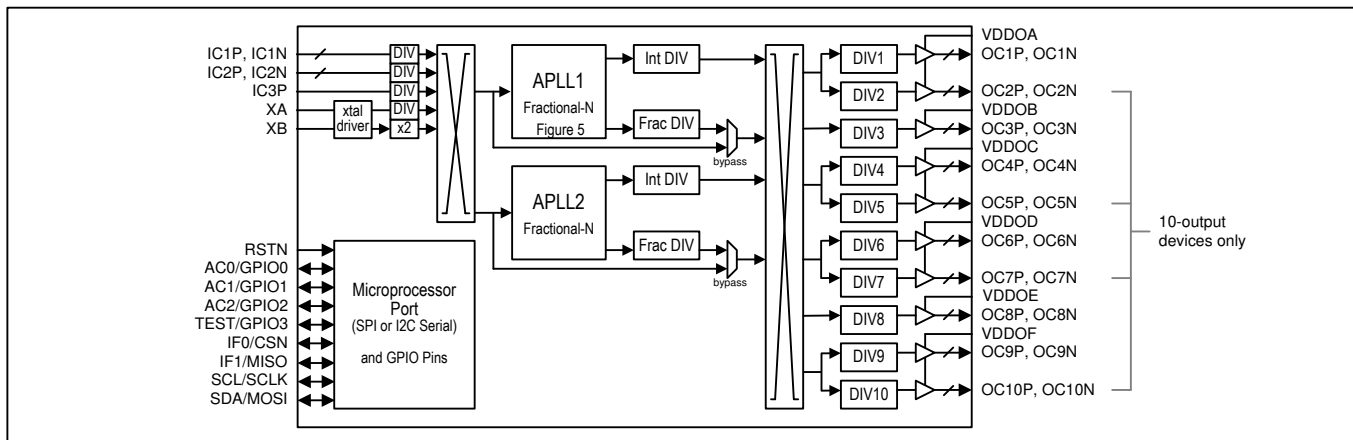 IC1P, IC1N
IC2P, IC2N
IC3P
XA
XB
xtal
driver
DIV
DIV
DIV
DIV
x2
APLL1
Fractional-N
Figure 5
Int DIV
Frac DIV
bypass
APLL2
Fractional-N
Int DIV
Frac DIV
bypass
RSTN
AC0/GPIO0
AC1/GPIO1
AC2/GPIO2
TEST/GPIO3
IF0/CSN
IF1/MISO
SCL/SCLK
SDA/MOSI
Microprocessor
Port
(SPI or I2C Serial)
and GPIO Pins
DIV1
DIV2
DIV3
DIV4
DIV5
DIV6
DIV7
DIV8
DIV9
DIV10
VDDOA
OC1P, OC1N
OC2P, OC2N
VDDOB
OC3P, OC3N
VDDOC
OC4P, OC4N
OC5P, OC5N
VDDOD
OC6P, OC6N
OC7P, OC7N
VDDOE
OC8P, OC8N
VDDOF
OC9P, OC9N
OC10P, OC10N
10-output
devices only